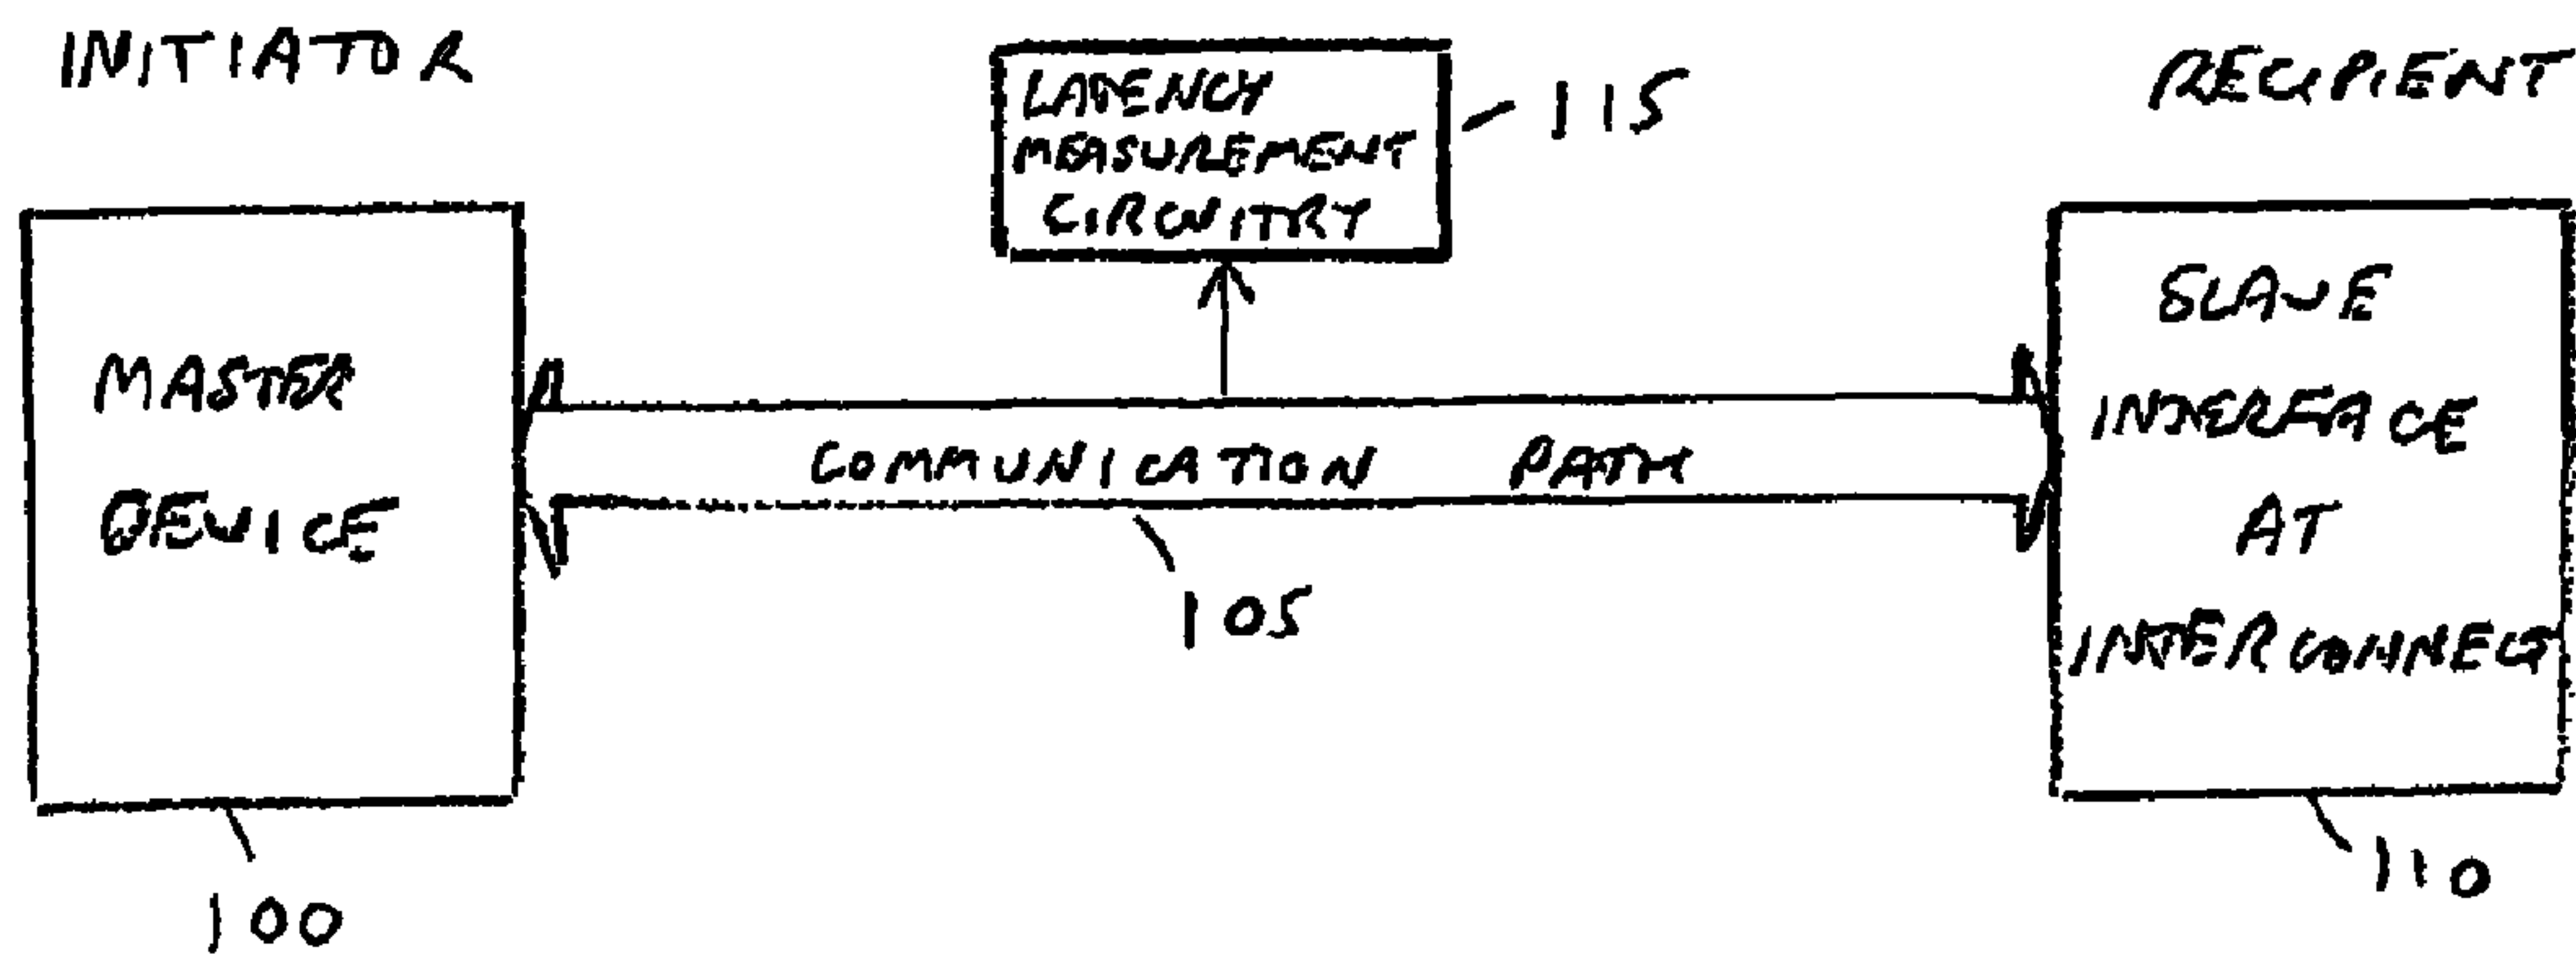 INITIATOR
RECIPIENT
LATENCY
MEASUREMENT
CIRCUITRY
115
MASTER
DEVICE
COMMUNICATION PATH
SLAVE
INTERFACE
AT
INTERCONNECT
105
100
110